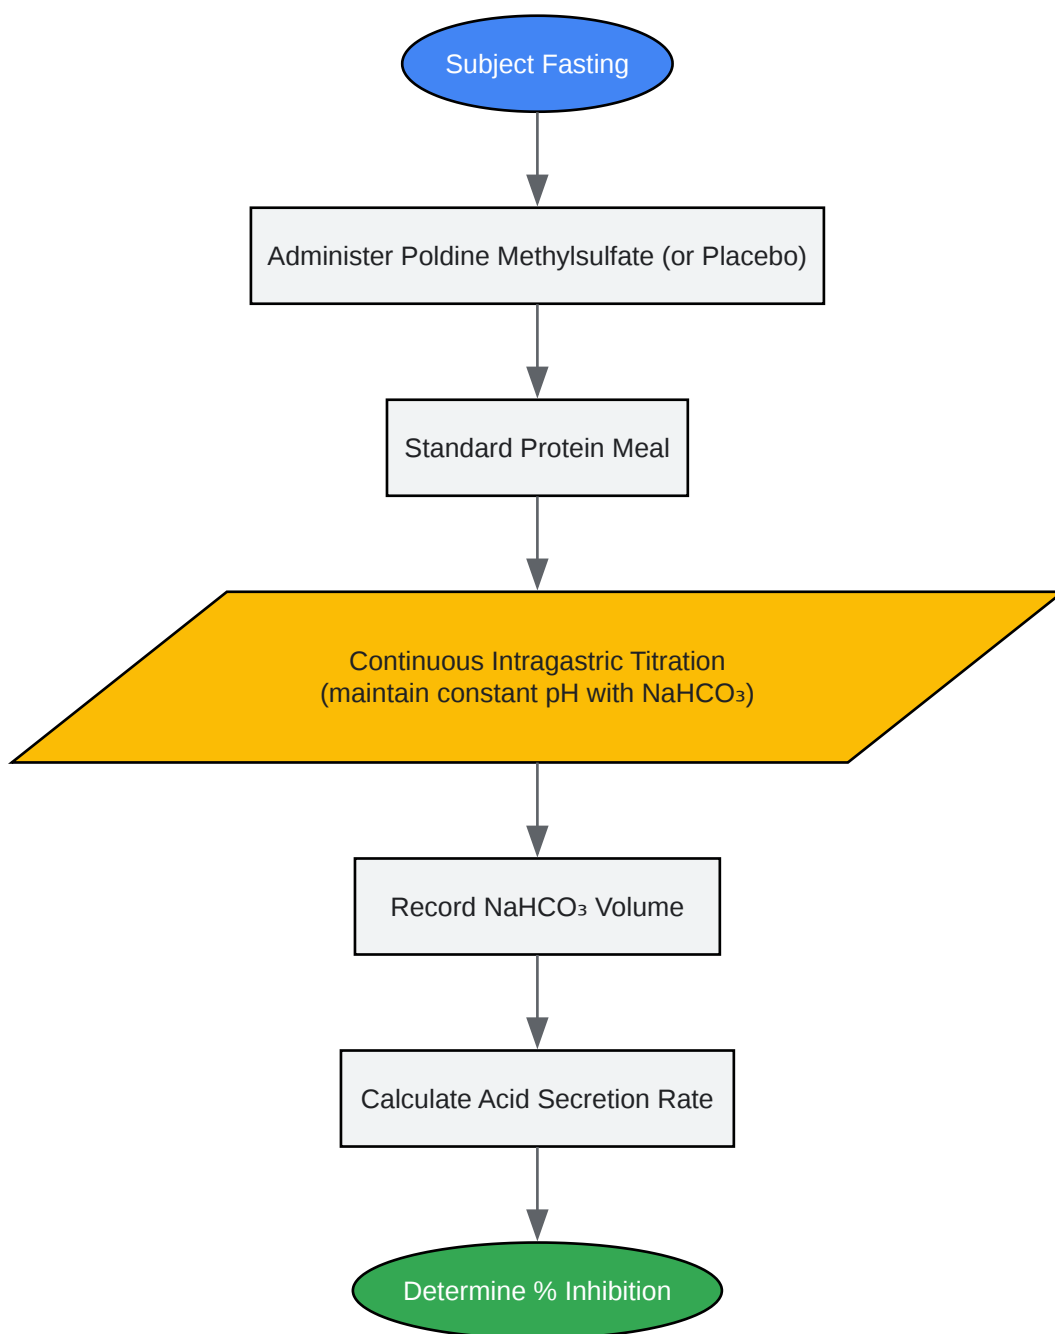 Subject Fasting
Administer Poldine Methylsulfate (or Placebo)
Standard Protein Meal
Continuous Intragastric Titration
(maintain constant pH with NaHCO₃)
Record NaHCO₃ Volume
Calculate Acid Secretion Rate
Determine % Inhibition